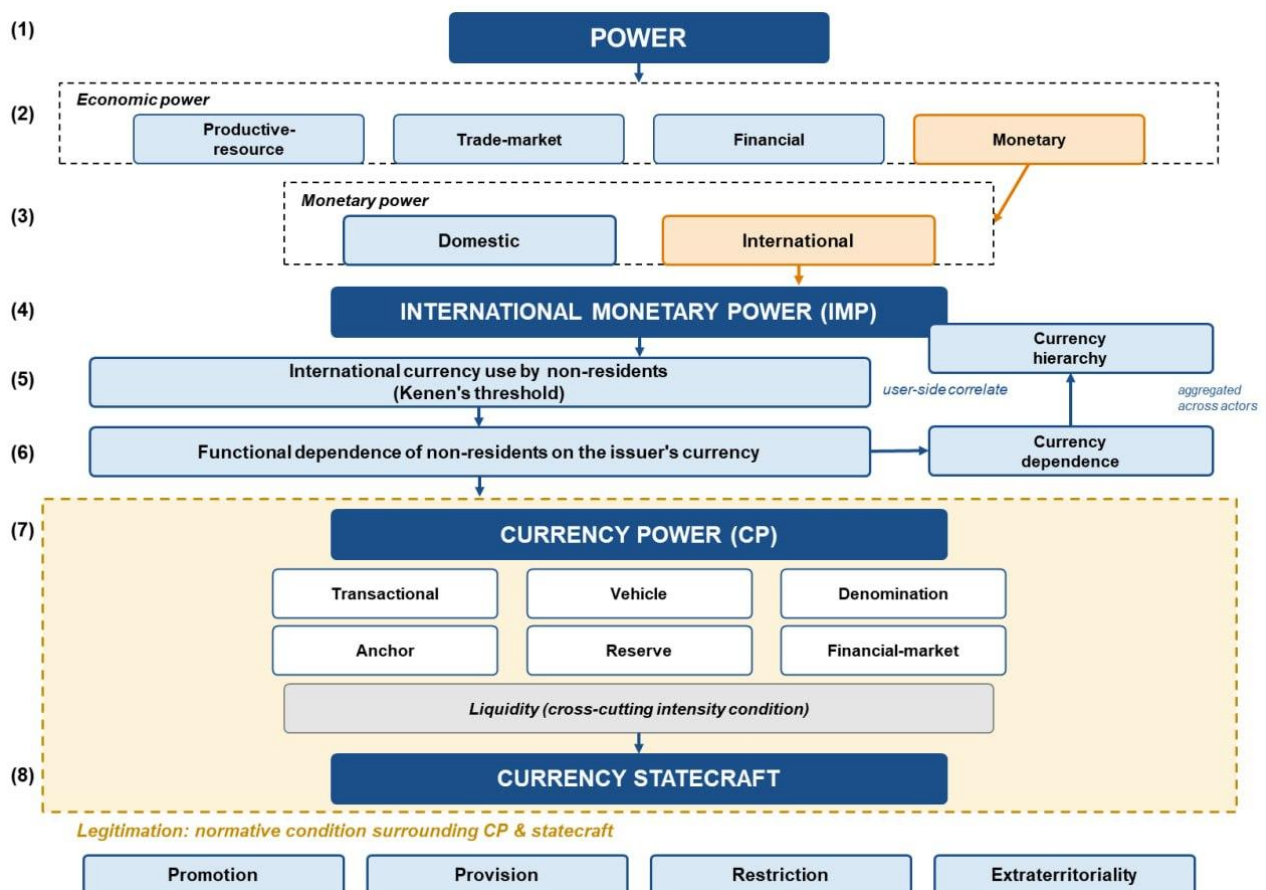 (1)
POWER
Economic power
(2)
Productive-
resource
Trade-market
Financial
Monetary
Monetary power
(3)
Domestic
International
(4)
INTERNATIONAL MONETARY POWER (IMP)
Currency
hierarchy
(5)
International currency use by non-residents
(Kenen's threshold)
user-side correlate
aggregated
across actors
(6)
Functional dependence of non-residents on the issuer's currency
Currency
dependence
(7)
CURRENCY POWER (CP)
Transactional
Vehicle
Denomination
Anchor
Reserve
Financial-market
Liquidity (cross-cutting intensity condition)
(8)
CURRENCY STATECRAFT
Legitimation: normative condition surrounding CP & statecraft
Promotion
Provision
Restriction
Extraterritoriality